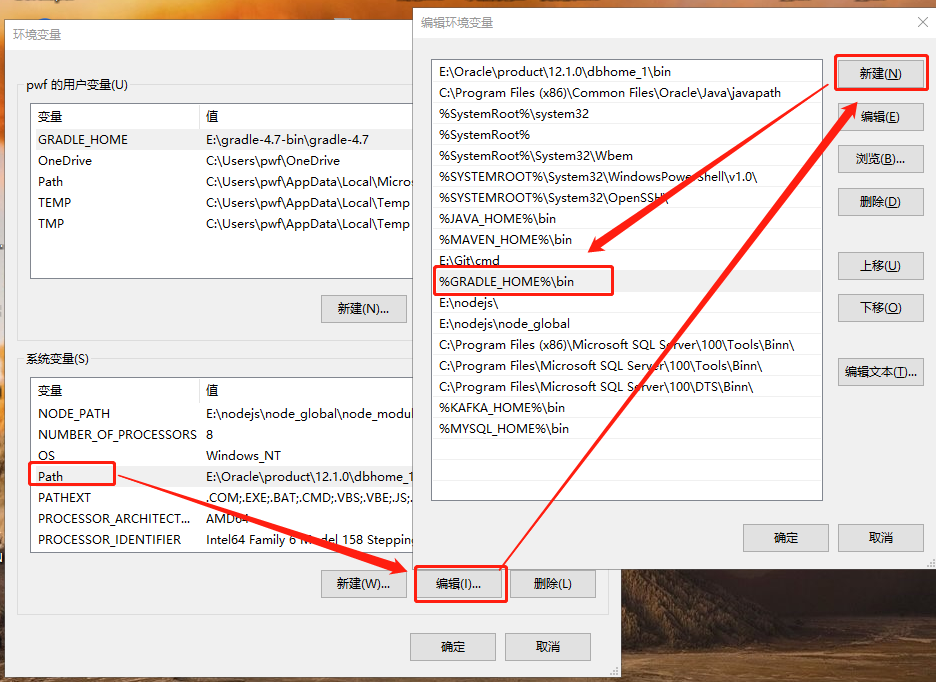 环境变量
pwf 的用户变量(U)
变量 值
GRADLE_HOME E:\gradle-4.7-bin\gradle-4.7
OneDrive C:\Users\pwf\OneDrive
Path C:\Users\pwf\AppData\Local\Micros
TEMP C:\Users\pwf\AppData\Local\Temp
TMP C:\Users\pwf\AppData\Local\Temp
新建(N)...
系统变量(S)
变量 值
NODE_PATH E:\nodejs\node_global\node_modul
NUMBER_OF_PROCESSORS 8
OS Windows_NT
Path E:\Oracle\product\12.1.0\dbhome_1
PATHEXT .COM;.EXE;.BAT;.CMD;.VBS;.VBE;.JS;.
PROCESSOR_ARCHITECT... AMD64
PROCESSOR_IDENTIFIER Intel64 Family 6 Model 158 Stepping
新建(W)... 编辑(I)... 删除(L)
确定 取消
编辑环境变量
E:\Oracle\product\12.1.0\dbhome_1\bin
C:\Program Files (x86)\Common Files\Oracle\Java\javapath
%SystemRoot%\system32
%SystemRoot%
%SystemRoot%\System32\Wbem
%SYSTEMROOT%\System32\WindowsPowerShell\v1.0\
%SYSTEMROOT%\System32\OpenSSH\
%JAVA_HOME%\bin
%MAVEN_HOME%\bin
E:\Git\cmd
%GRADLE_HOME%\bin
E:\nodejs\
E:\nodejs\node_global
C:\Program Files (x86)\Microsoft SQL Server\100\Tools\Binn\
C:\Program Files\Microsoft SQL Server\100\Tools\Binn\
C:\Program Files\Microsoft SQL Server\100\DTS\Binn\
%KAFKA_HOME%\bin
%MYSQL_HOME%\bin
新建(N)
编辑(E)
浏览(B)...
删除(D)
上移(U)
下移(O)
编辑文本(T)...
确定 取消